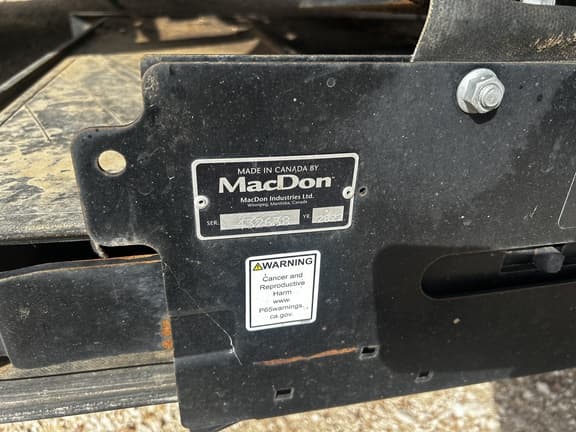 MADE IN CANADA BY
MacDon
MacDon Industries Ltd.
Winnipeg, Manitoba, Canada
SER. YR.
WARNING
Cancer and
Reproductive
Harm
www.
P65warnings.
ca.gov.